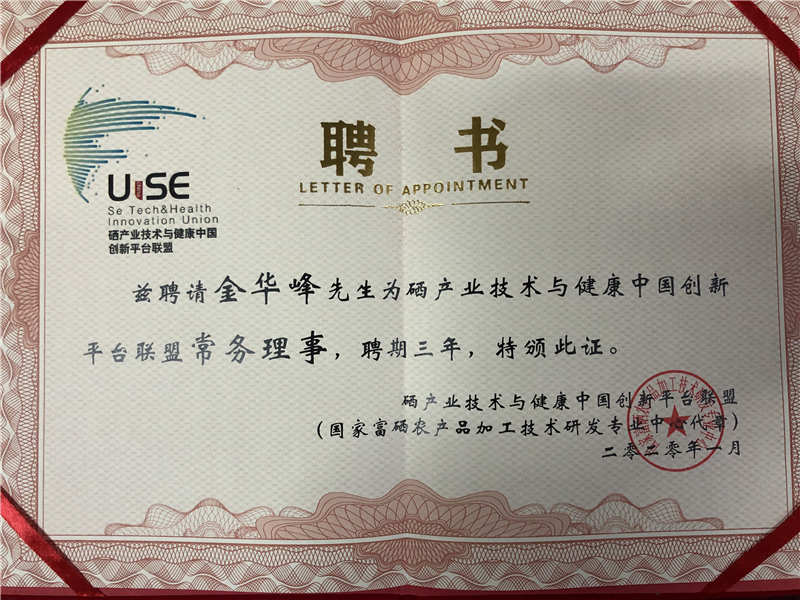 聘 书
LETTER OF APPOINTMENT
UiSE
Se Tech&Health
Innovation Union
硒产业技术与健康中国
创新平台联盟
兹聘请金华峰先生为硒产业技术与健康中国创新
平台联盟常务理事，聘期三年，特颁此证。
硒产业技术与健康中国创新平台联盟
（国家富硒农产品加工技术研发专业中心代章）
二零二零年一月